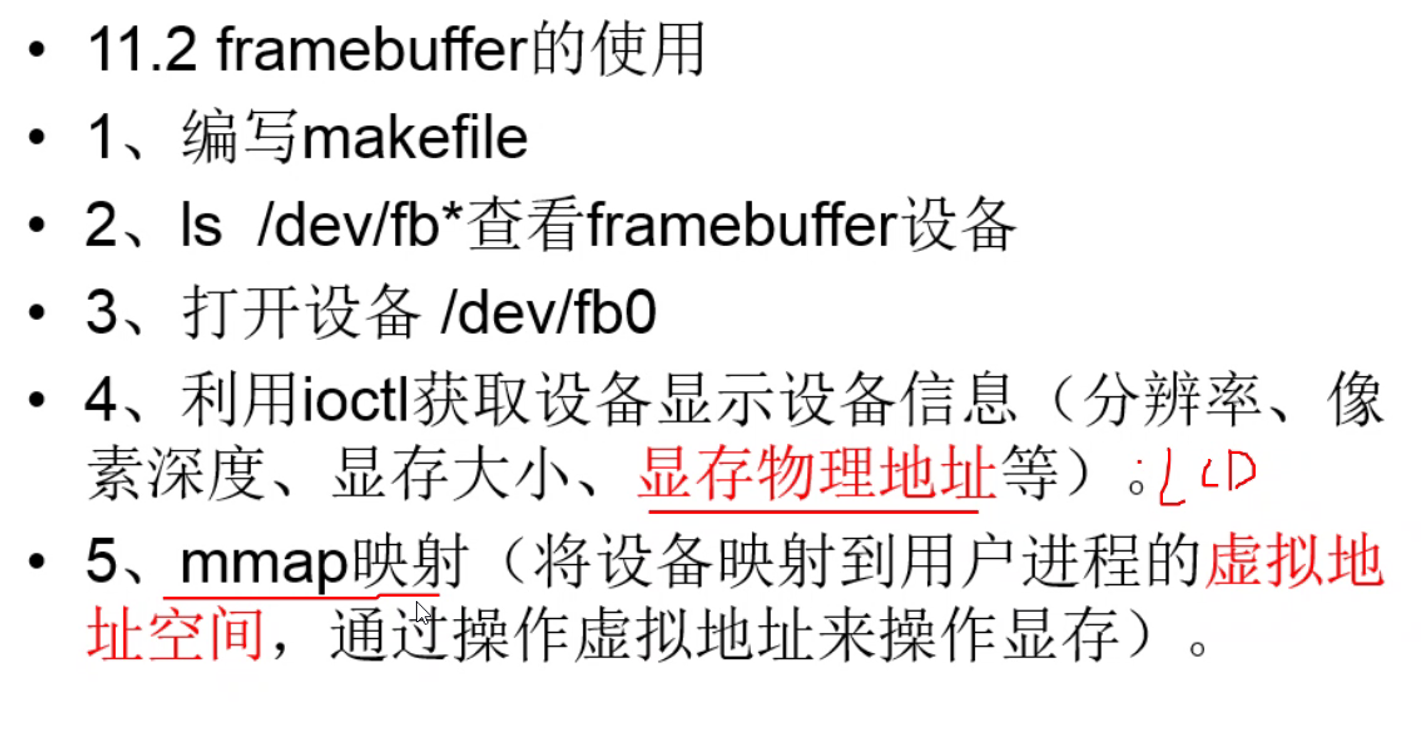 • 11.2 framebuffer的使用
• 1、编写makefile
• 2、ls /dev/fb*查看framebuffer设备
• 3、打开设备 /dev/fb0
• 4、利用ioctl获取设备显示设备信息（分辨率、像
素深度、显存大小、显存物理地址等）。LCD
• 5、mmap映射（将设备映射到用户进程的虚拟地
址空间，通过操作虚拟地址来操作显存）。